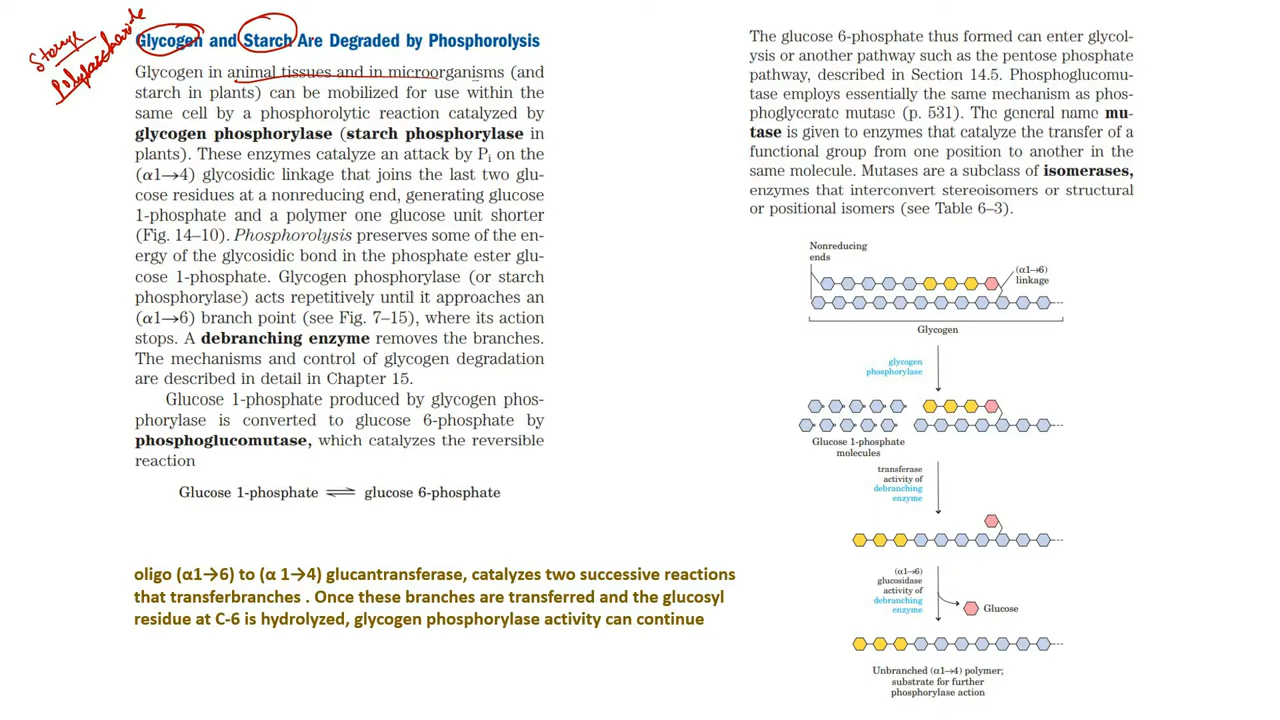 Storage
Polysaccharide
Glycogen and Starch Are Degraded by Phosphorolysis
Glycogen in animal tissues and in microorganisms (and
starch in plants) can be mobilized for use within the
same cell by a phosphorolytic reaction catalyzed by
glycogen phosphorylase (starch phosphorylase in
plants). These enzymes catalyze an attack by Pi on the
(α1→4) glycosidic linkage that joins the last two glu-
cose residues at a nonreducing end, generating glucose
1-phosphate and a polymer one glucose unit shorter
(Fig. 14–10). Phosphorolysis preserves some of the en-
ergy of the glycosidic bond in the phosphate ester glu-
cose 1-phosphate. Glycogen phosphorylase (or starch
phosphorylase) acts repetitively until it approaches an
(α1→6) branch point (see Fig. 7–15), where its action
stops. A debranching enzyme removes the branches.
The mechanisms and control of glycogen degradation
are described in detail in Chapter 15.
Glucose 1-phosphate produced by glycogen phos-
phorylase is converted to glucose 6-phosphate by
phosphoglucomutase, which catalyzes the reversible
reaction
Glucose 1-phosphate ⇌ glucose 6-phosphate
oligo (α1→6) to (α 1→4) glucantransferase, catalyzes two successive reactions
that transferbranches . Once these branches are transferred and the glucosyl
residue at C-6 is hydrolyzed, glycogen phosphorylase activity can continue
The glucose 6-phosphate thus formed can enter glycol-
ysis or another pathway such as the pentose phosphate
pathway, described in Section 14.5. Phosphoglucomu-
tase employs essentially the same mechanism as phos-
phoglycerate mutase (p. 531). The general name mu-
tase is given to enzymes that catalyze the transfer of a
functional group from one position to another in the
same molecule. Mutases are a subclass of isomerases,
enzymes that interconvert stereoisomers or structural
or positional isomers (see Table 6–3).
Nonreducing
ends
(α1→6)
linkage
Glycogen
glycogen
phosphorylase
Glucose 1-phosphate
molecules
transferase
activity of
debranching
enzyme
(α1→6)
glucosidase
activity of
debranching
enzyme
Glucose
Unbranched (α1→4) polymer;
substrate for further
phosphorylase action